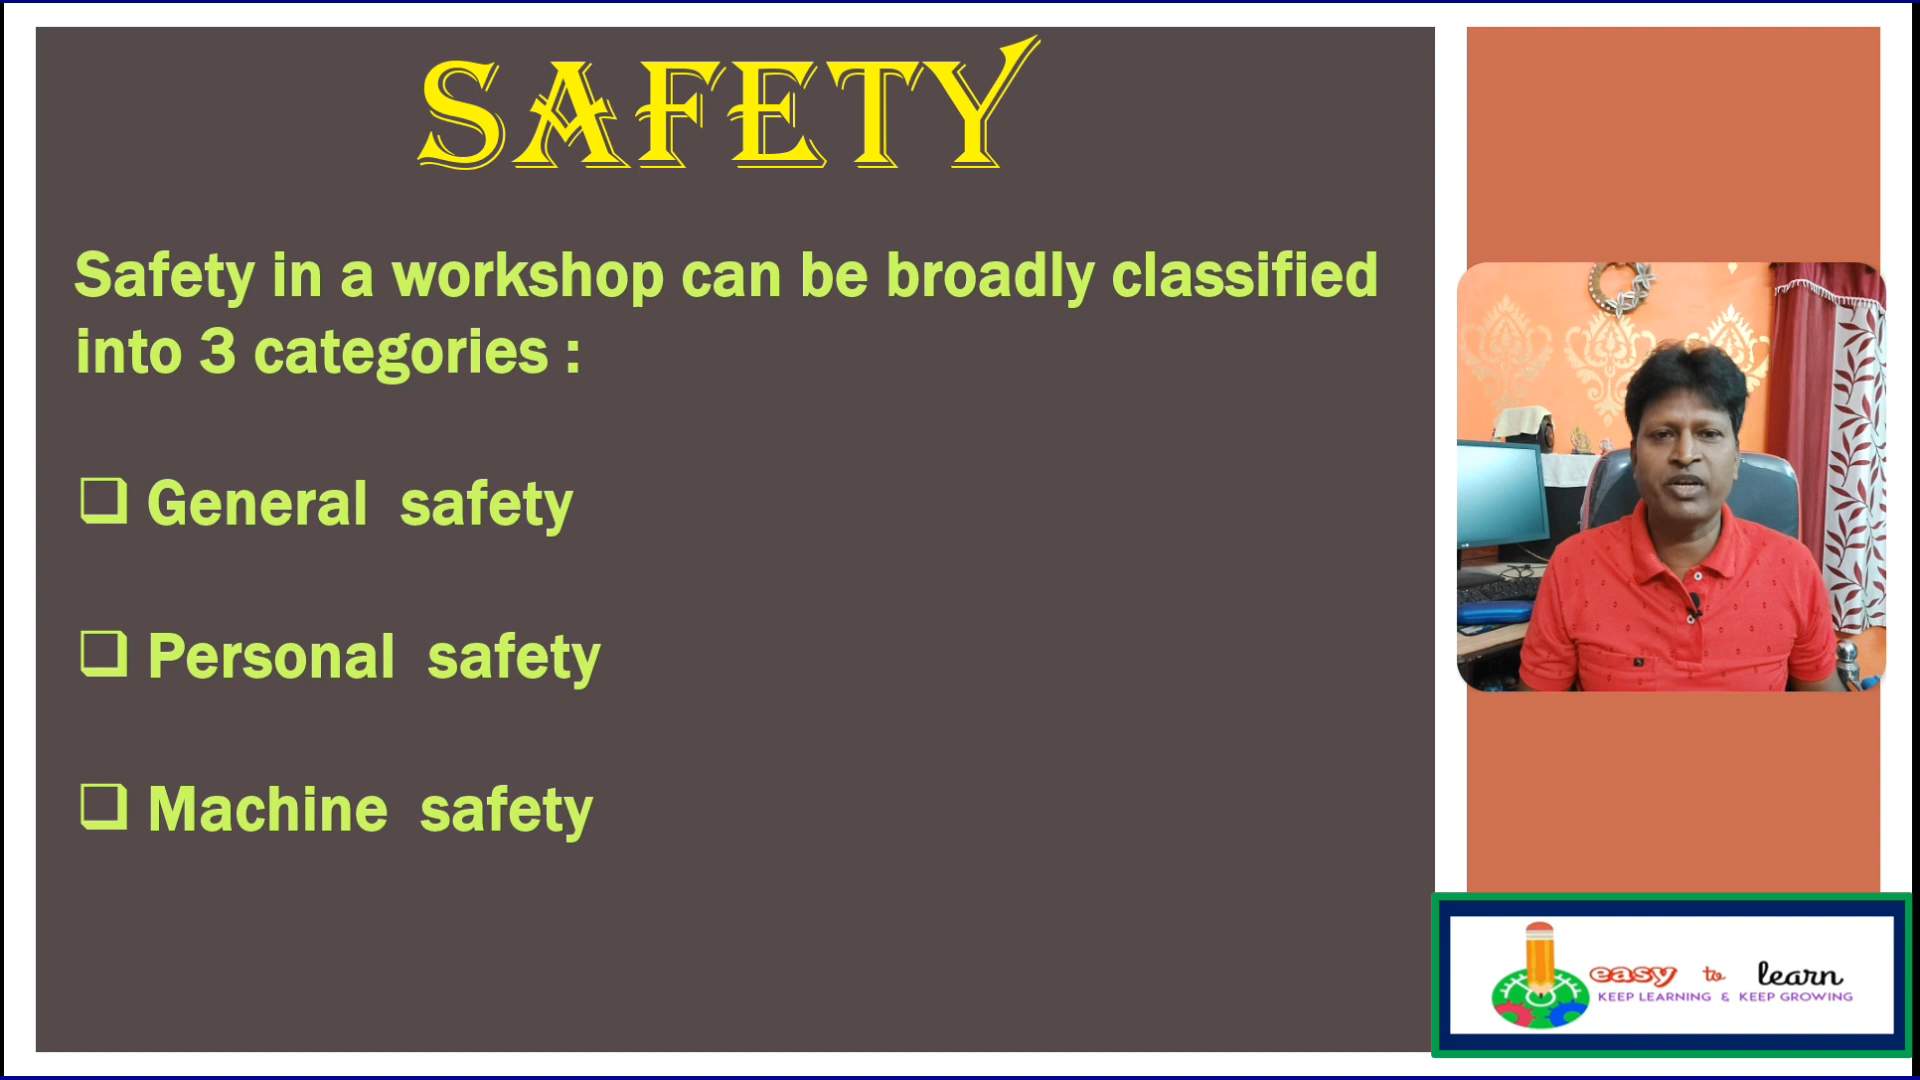 SAFETY
Safety in a workshop can be broadly classified
into 3 categories :
❑ General safety
❑ Personal safety
❑ Machine safety
easy to learn
KEEP LEARNING & KEEP GROWING